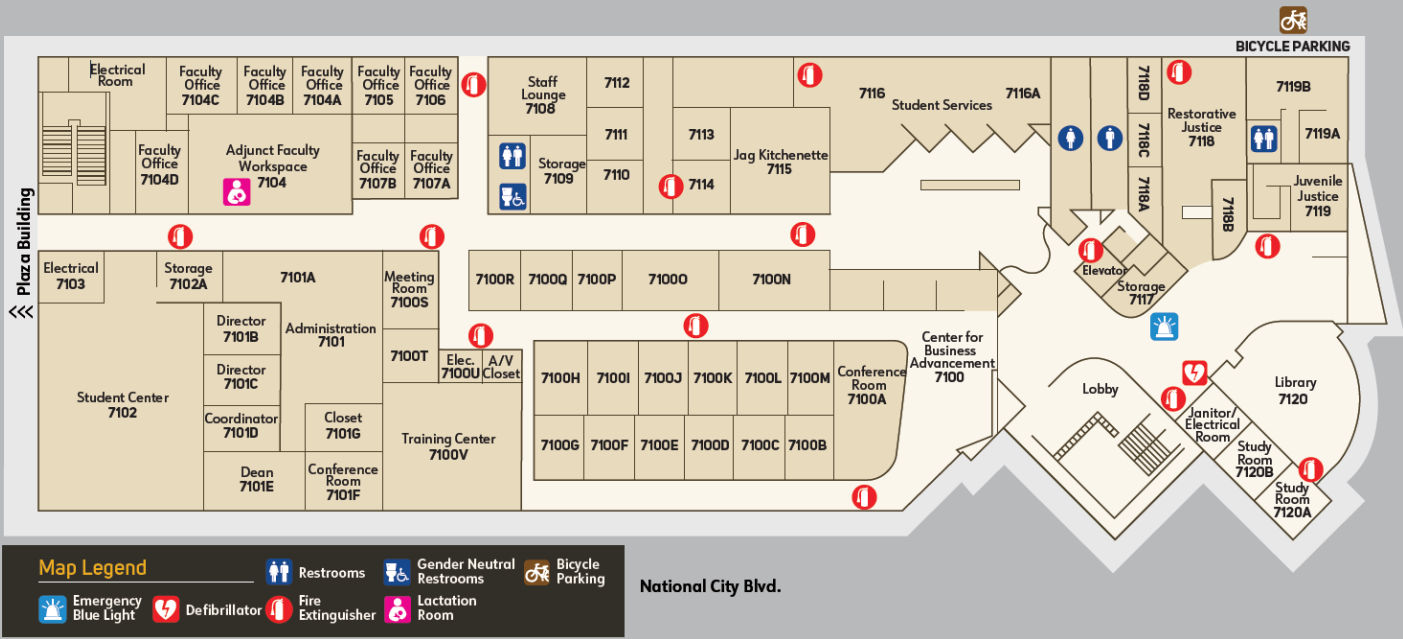 BICYCLE PARKING
Electrical
Room
Faculty
Office
7104C
Faculty
Office
7104B
Faculty
Office
7104A
Faculty
Office
7105
Faculty
Office
7106
Faculty
Office
7104D
Adjunct Faculty
Workspace
7104
Faculty
Office
7107B
Faculty
Office
7107A
Staff
Lounge
7108
Storage
7109
7112
7111
7110
7113
7114
Jag Kitchenette
7115
7116
Student Services
7116A
7118D
7118C
7118A
Restorative
Justice
7118
7118B
7119B
7119A
Juvenile
Justice
7119
Plaza Building
Electrical
7103
Storage
7102A
7101A
Meeting
Room
7100S
7100R
7100Q
7100P
7100O
7100N
Elevator
Storage
7117
Director
7101B
Administration
7101
7100T
Elec.
7100U
A/V
Closet
Director
7101C
Student Center
7102
Coordinator
7101D
Closet
7101G
Training Center
7100V
Dean
7101E
Conference
Room
7101F
7100H
7100I
7100J
7100K
7100L
7100M
Conference
Room
7100A
7100G
7100F
7100E
7100D
7100C
7100B
Center for
Business
Advancement
7100
Lobby
Library
7120
Janitor/
Electrical
Room
Study
Room
7120B
Study
Room
7120A
Map Legend
Restrooms
Gender Neutral
Restrooms
Bicycle
Parking
Emergency
Blue Light
Defibrillator
Fire
Extinguisher
Lactation
Room
National City Blvd.